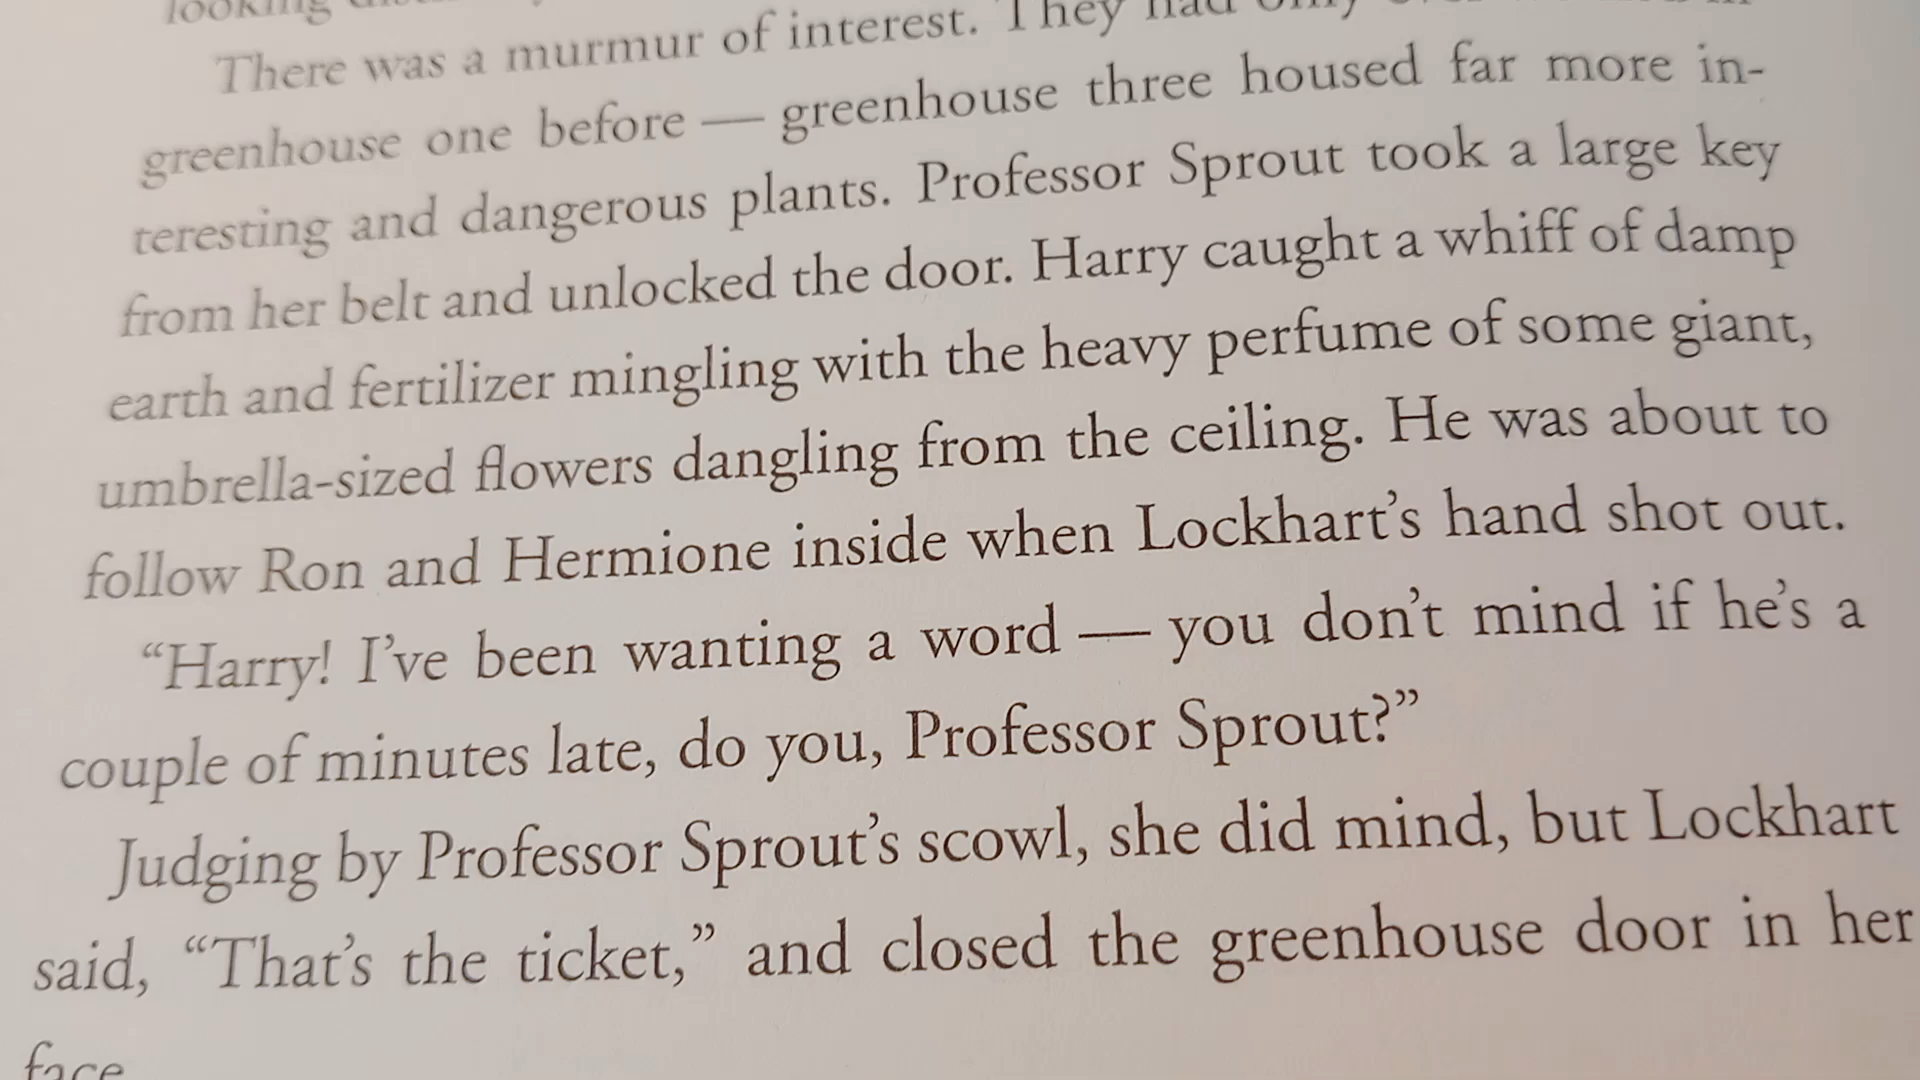 looking
There was a murmur of interest. They had only
greenhouse one before — greenhouse three housed far more in-
teresting and dangerous plants. Professor Sprout took a large key
from her belt and unlocked the door. Harry caught a whiff of damp
earth and fertilizer mingling with the heavy perfume of some giant,
umbrella-sized flowers dangling from the ceiling. He was about to
follow Ron and Hermione inside when Lockhart’s hand shot out.
“Harry! I’ve been wanting a word — you don’t mind if he’s a
couple of minutes late, do you, Professor Sprout?”
Judging by Professor Sprout’s scowl, she did mind, but Lockhart
said, “That’s the ticket,” and closed the greenhouse door in her
face